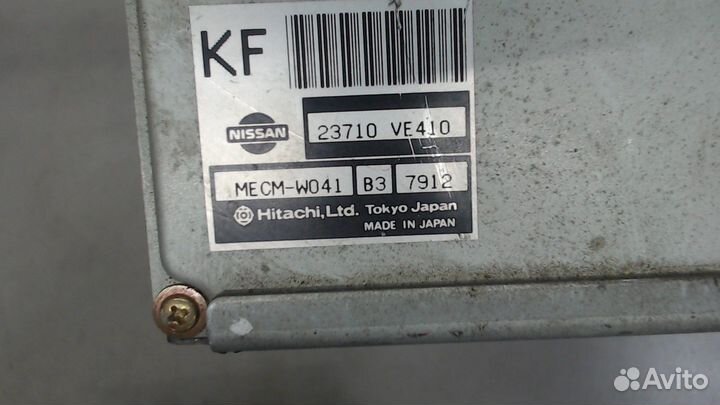 KF
NISSAN 23710 VE410
MECM-W041 B3 7912
Hitachi, Ltd. Tokyo Japan
MADE IN JAPAN
Avito